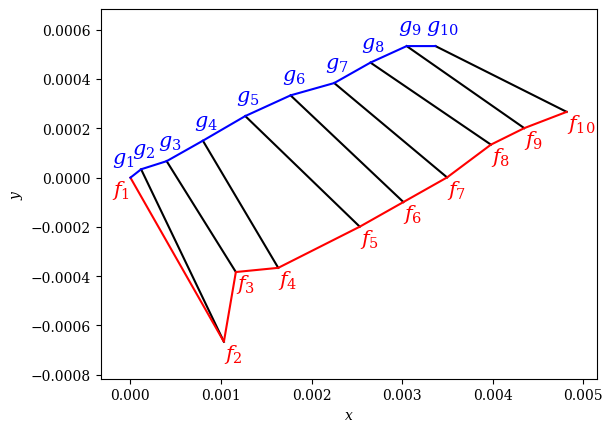 0.0006
0.0004
0.0002
0.0000
−0.0002
−0.0004
−0.0006
−0.0008
y
g₁ g₂ g₃ g₄ g₅ g₆ g₇ g₈ g₉ g₁₀
f₁ f₂ f₃ f₄ f₅ f₆ f₇ f₈ f₉ f₁₀
0.000 0.001 0.002 0.003 0.004 0.005
x